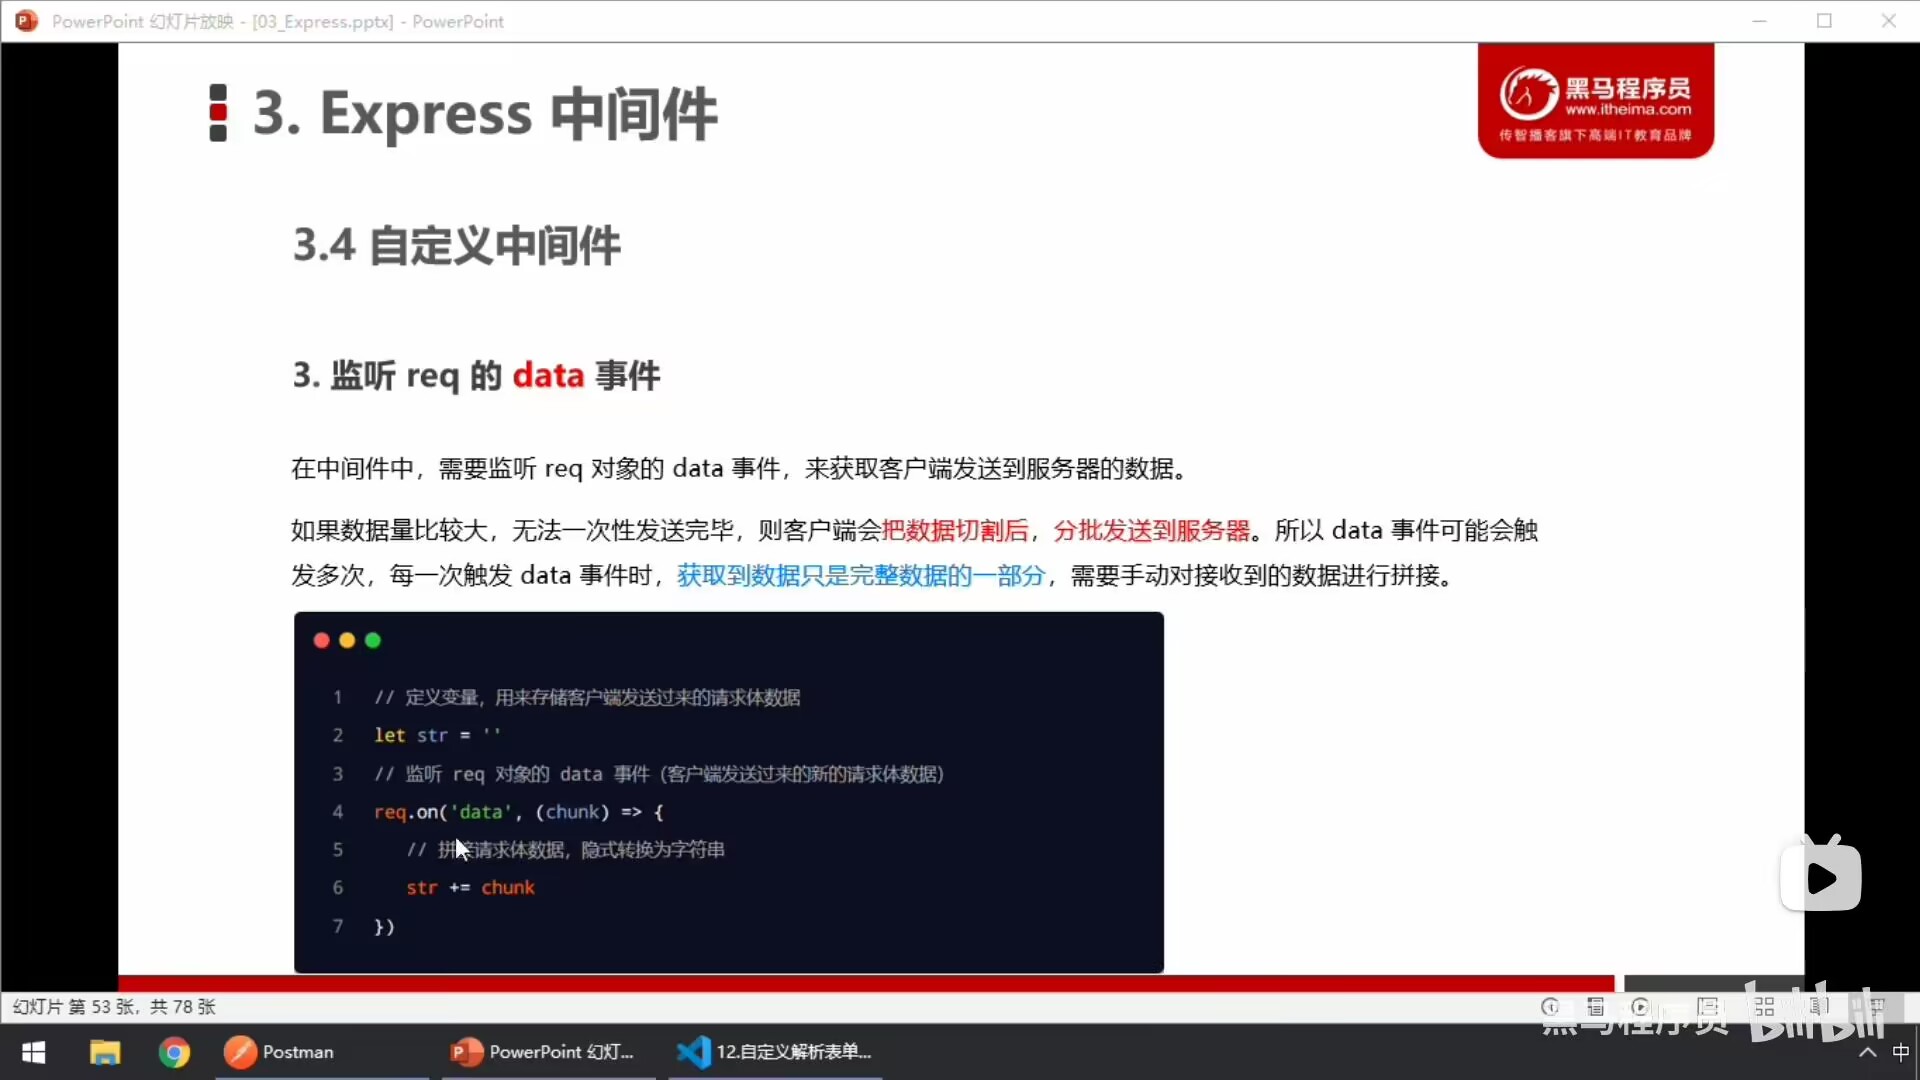 PowerPoint 幻灯片放映 - [03_Express.pptx] - PowerPoint
3. Express 中间件
黑马程序员
www.itheima.com
传智播客旗下高端IT教育品牌
3.4 自定义中间件
3. 监听 req 的 data 事件
在中间件中，需要监听 req 对象的 data 事件，来获取客户端发送到服务器的数据。
如果数据量比较大，无法一次性发送完毕，则客户端会把数据切割后，分批发送到服务器。所以 data 事件可能会触
发多次，每一次触发 data 事件时，获取到数据只是完整数据的一部分，需要手动对接收到的数据进行拼接。
1 // 定义变量，用来存储客户端发送过来的请求体数据
2 let str = ''
3 // 监听 req 对象的 data 事件（客户端发送过来的新的请求体数据）
4 req.on('data', (chunk) => {
5 // 拼接请求体数据，隐式转换为字符串
6 str += chunk
7 })
幻灯片 第 53 张，共 78 张
黑马程序员 bilibili
Postman
PowerPoint 幻灯...
12.自定义解析表单...
中